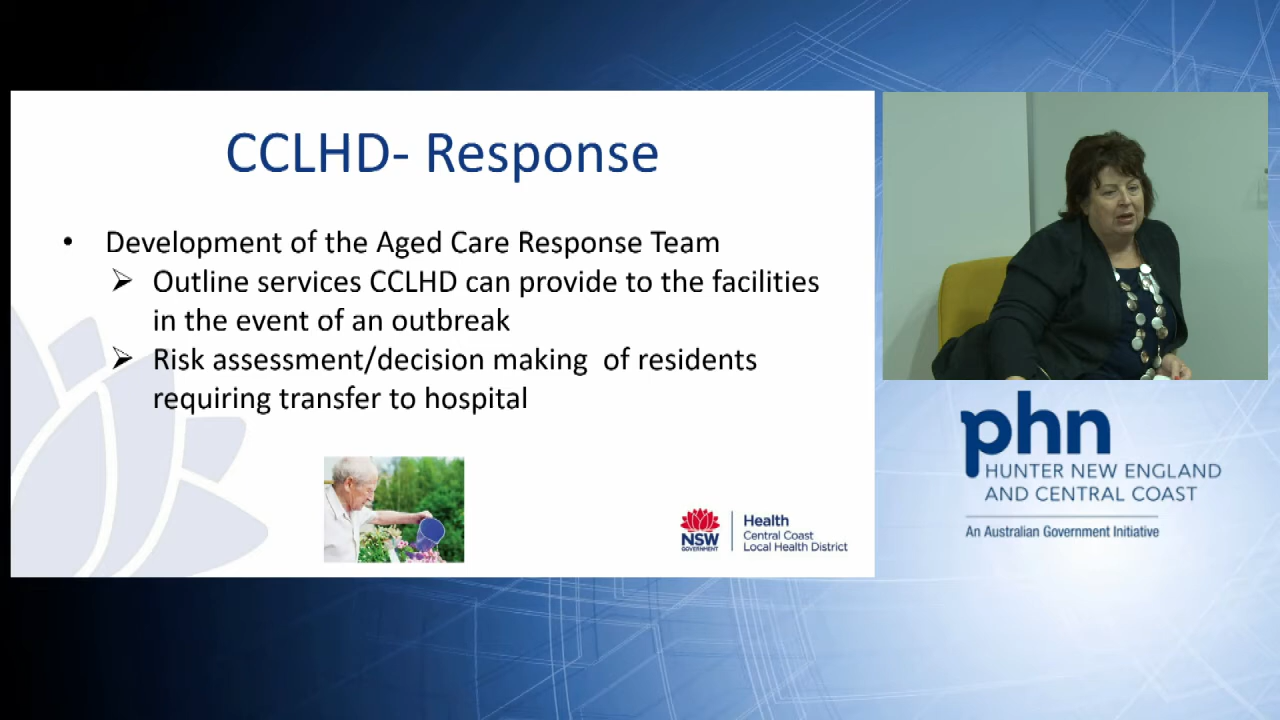 CCLHD- Response
• Development of the Aged Care Response Team
➢ Outline services CCLHD can provide to the facilities
in the event of an outbreak
➢ Risk assessment/decision making of residents
requiring transfer to hospital
NSW
GOVERNMENT
Health
Central Coast
Local Health District
phn
HUNTER NEW ENGLAND
AND CENTRAL COAST
An Australian Government Initiative